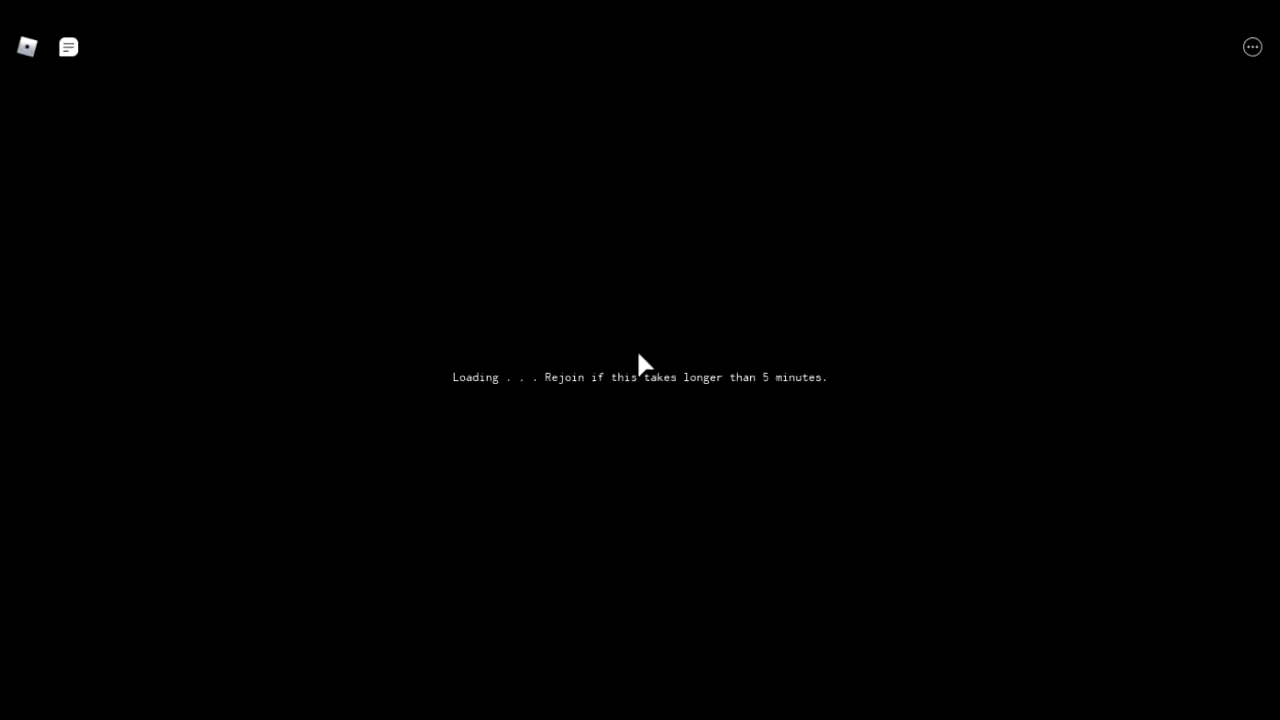 Loading . . . Rejoin if this takes longer than 5 minutes.